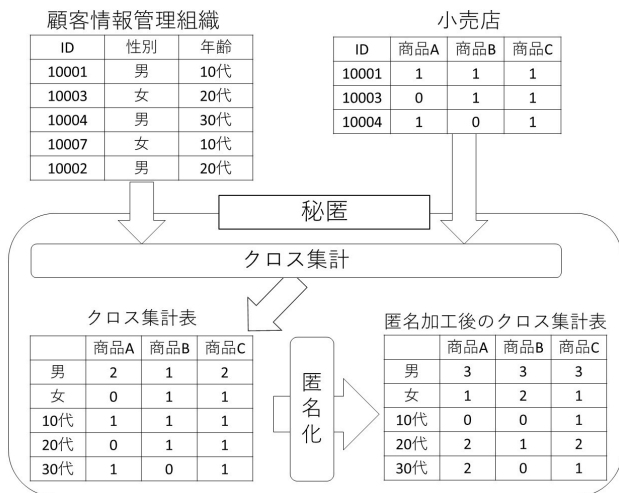 顧客情報管理組織
ID 性別 年齢
10001 男 10代
10003 女 20代
10004 男 30代
10007 女 10代
10002 男 20代
小売店
ID 商品A 商品B 商品C
10001 1 1 1
10003 0 1 1
10004 1 0 1
秘匿
クロス集計
クロス集計表
商品A 商品B 商品C
男 2 1 2
女 0 1 1
10代 1 1 1
20代 0 1 1
30代 1 0 1
匿名化
匿名加工後のクロス集計表
商品A 商品B 商品C
男 3 3 3
女 1 2 1
10代 0 0 1
20代 2 1 2
30代 2 0 1